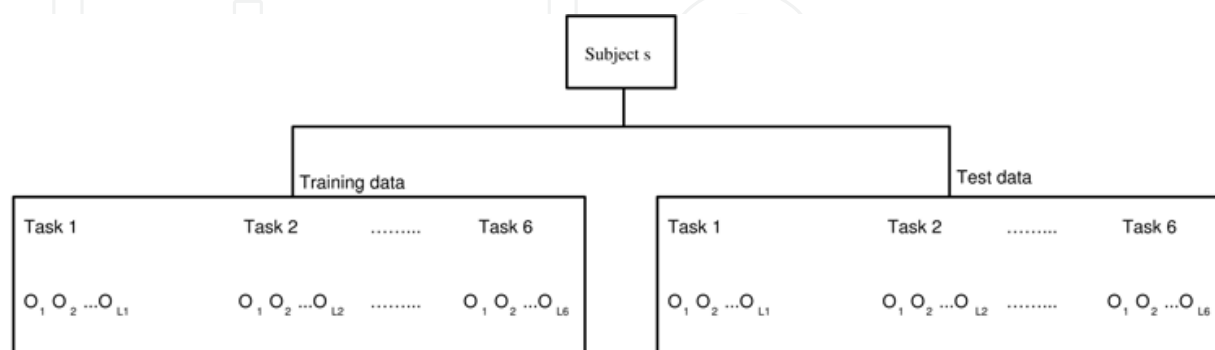 Subject s
Training data
Test data
Task 1 Task 2 ......... Task 6
O1 O2 ...OL1 O1 O2 ...OL2 ......... O1 O2 ...OL6
Task 1 Task 2 ......... Task 6
O1 O2 ...OL1 O1 O2 ...OL2 ......... O1 O2 ...OL6